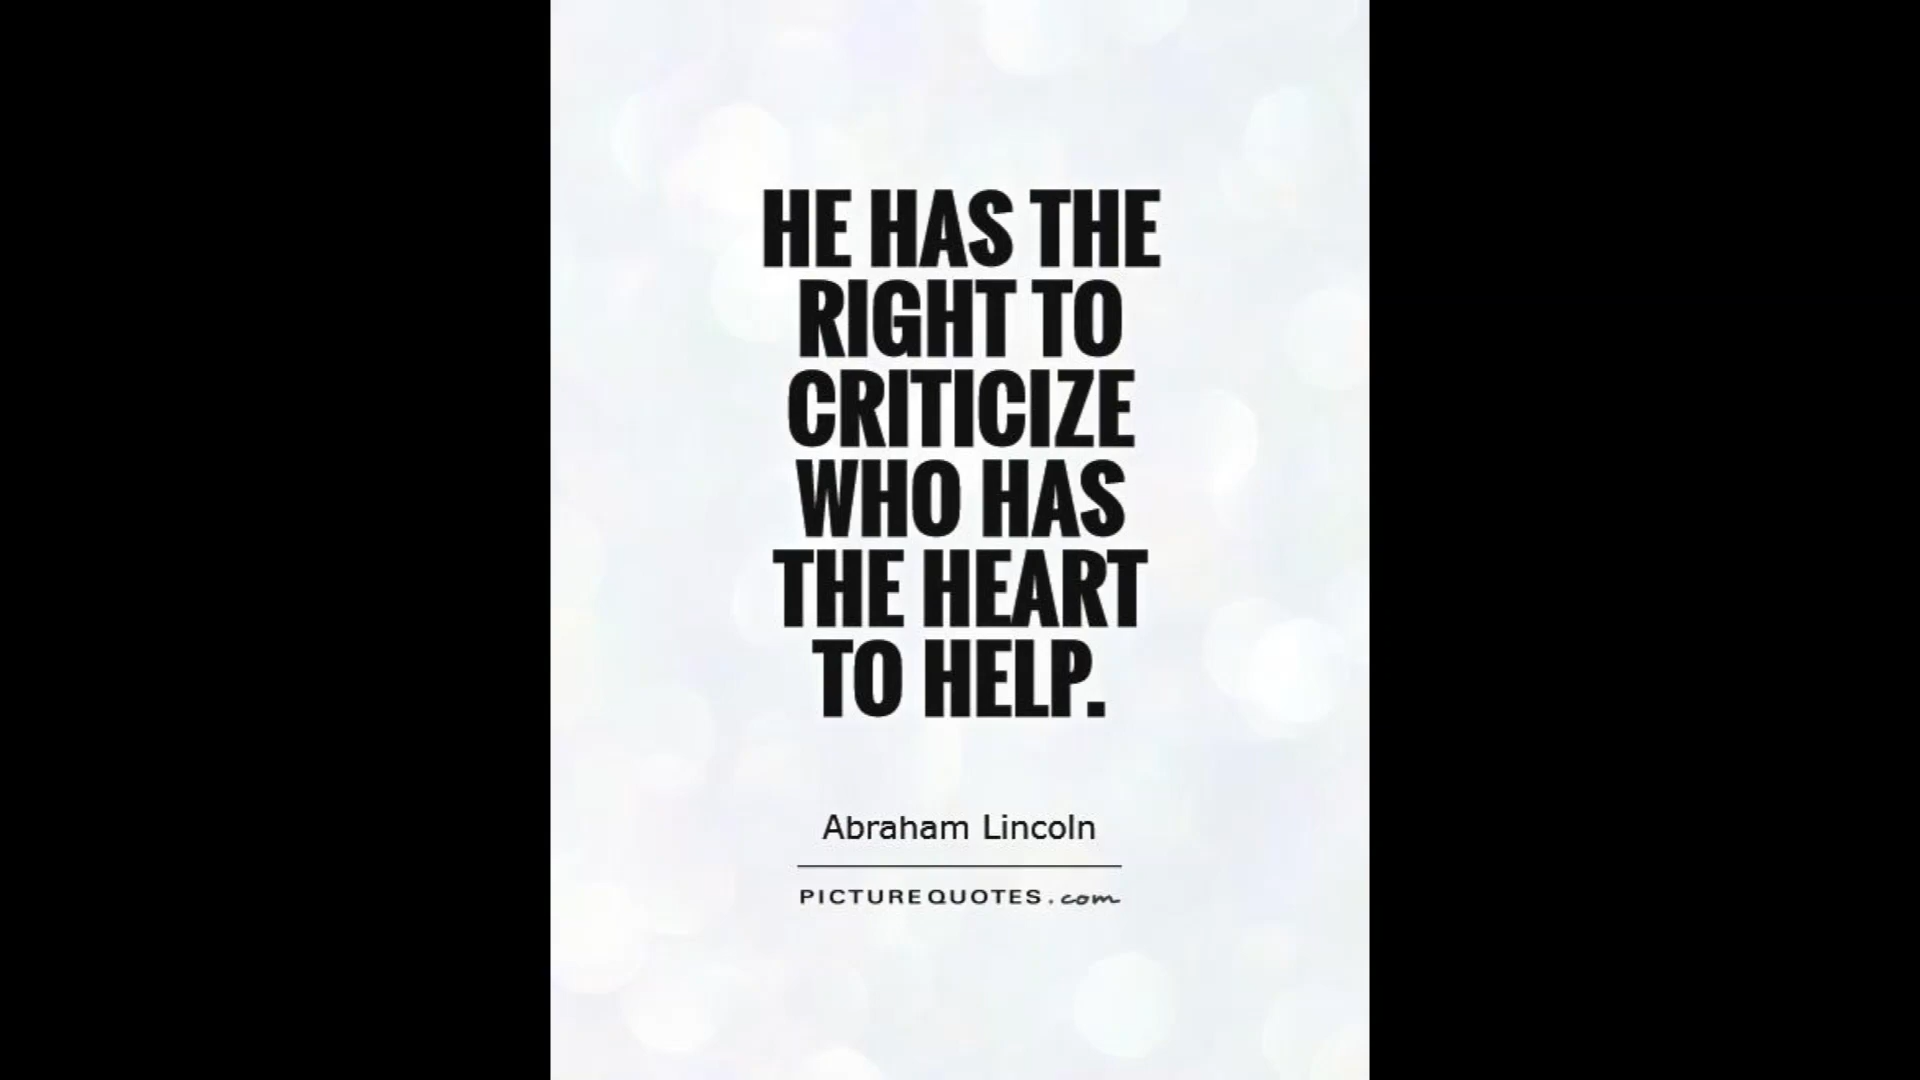 HE HAS THE
RIGHT TO
CRITICIZE
WHO HAS
THE HEART
TO HELP.
Abraham Lincoln
PICTUREQUOTES.com